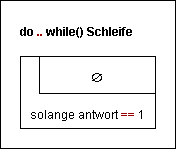 do .. while() Schleife
∅
solange antwort == 1